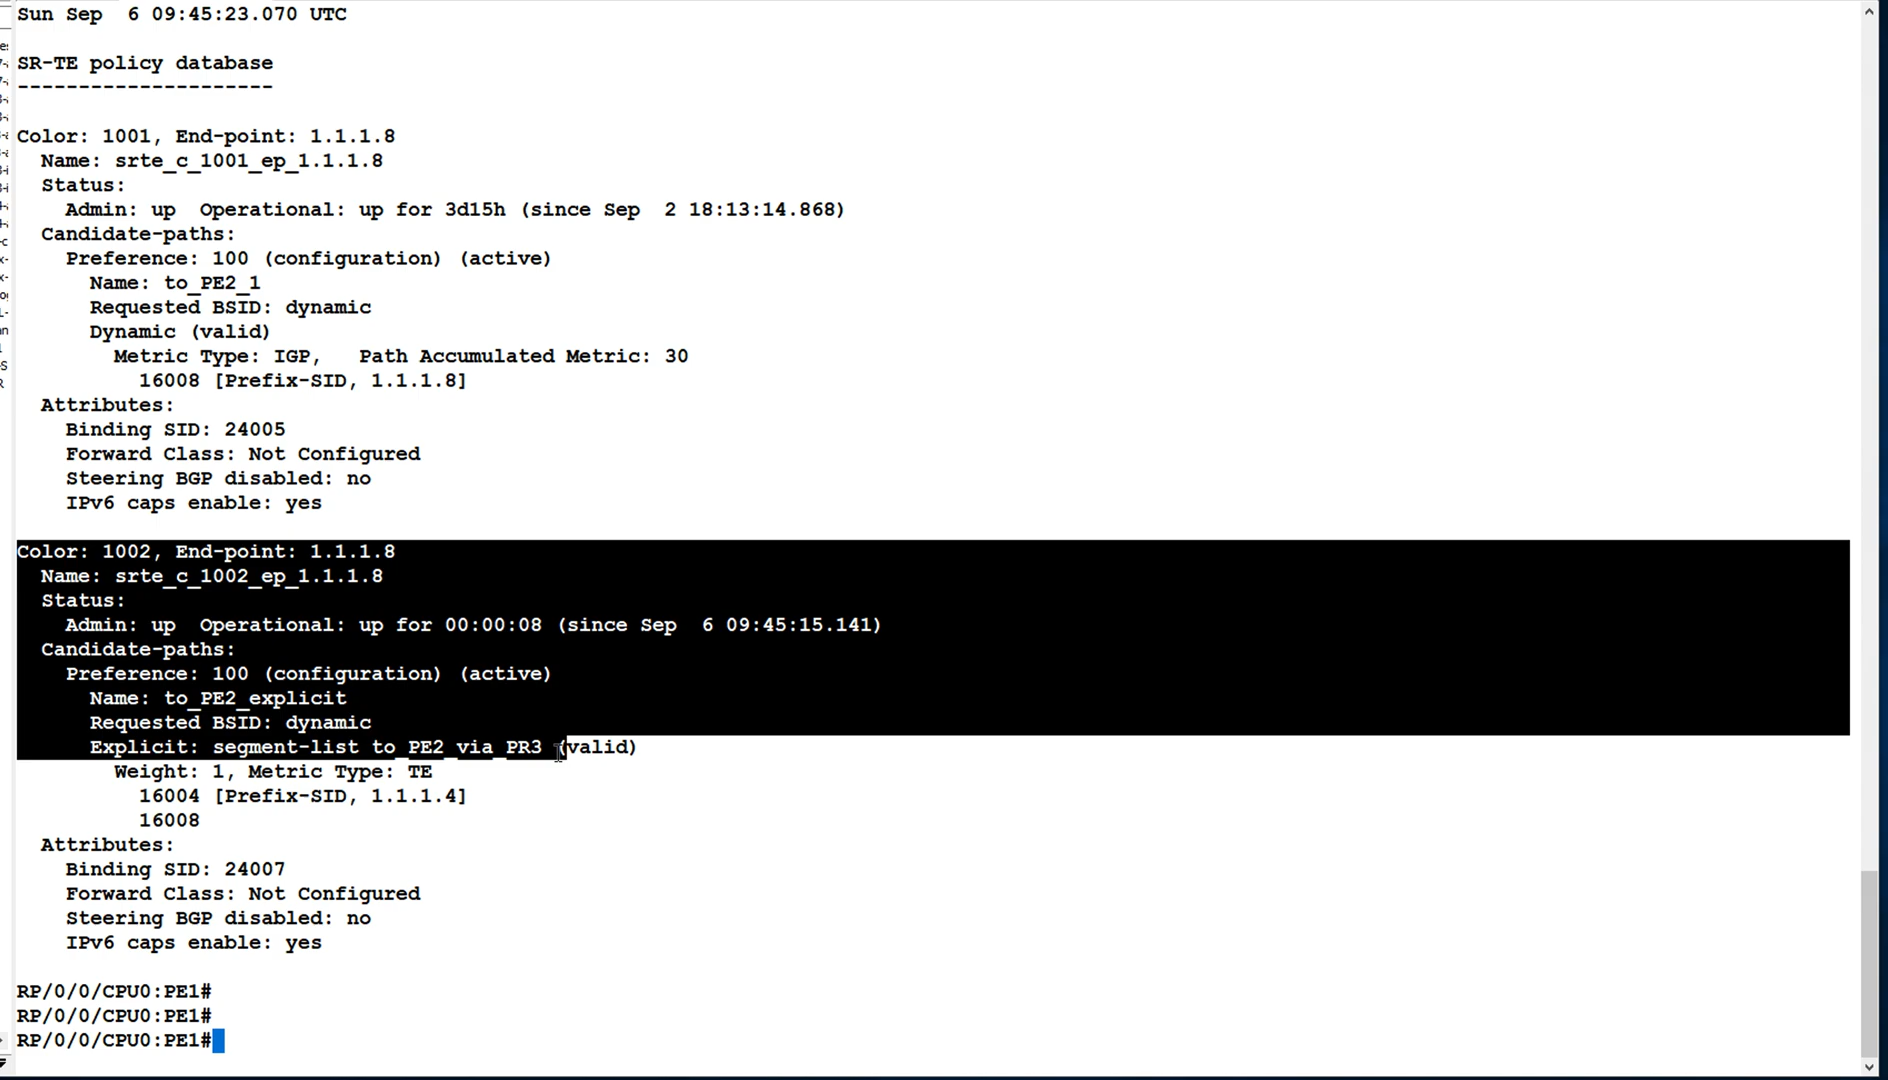 Sun Sep  6 09:45:23.070 UTC
SR-TE policy database
---------------------
Color: 1001, End-point: 1.1.1.8
  Name: srte_c_1001_ep_1.1.1.8
  Status:
    Admin: up  Operational: up for 3d15h (since Sep  2 18:13:14.868)
  Candidate-paths:
    Preference: 100 (configuration) (active)
      Name: to_PE2_1
      Requested BSID: dynamic
      Dynamic (valid)
        Metric Type: IGP,   Path Accumulated Metric: 30
          16008 [Prefix-SID, 1.1.1.8]
  Attributes:
    Binding SID: 24005
    Forward Class: Not Configured
    Steering BGP disabled: no
    IPv6 caps enable: yes
Color: 1002, End-point: 1.1.1.8
  Name: srte_c_1002_ep_1.1.1.8
  Status:
    Admin: up  Operational: up for 00:00:08 (since Sep  6 09:45:15.141)
  Candidate-paths:
    Preference: 100 (configuration) (active)
      Name: to_PE2_explicit
      Requested BSID: dynamic
      Explicit: segment-list to_PE2_via_PR3 (valid)
        Weight: 1, Metric Type: TE
          16004 [Prefix-SID, 1.1.1.4]
          16008
  Attributes:
    Binding SID: 24007
    Forward Class: Not Configured
    Steering BGP disabled: no
    IPv6 caps enable: yes
RP/0/0/CPU0:PE1#
RP/0/0/CPU0:PE1#
RP/0/0/CPU0:PE1#